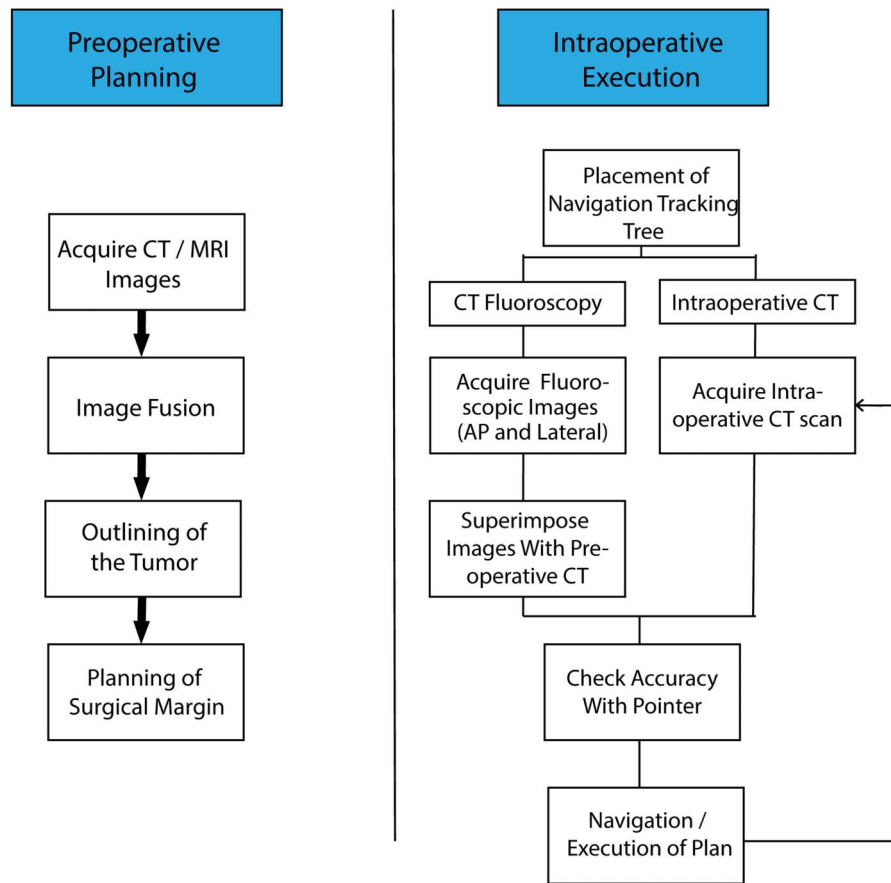 Preoperative
Planning
Acquire CT / MRI
Images
Image Fusion
Outlining of
the Tumor
Planning of
Surgical Margin
Intraoperative
Execution
Placement of
Navigation Tracking
Tree
CT Fluoroscopy
Intraoperative CT
Acquire Fluoro-
scopic Images
(AP and Lateral)
Acquire Intra-
operative CT scan
Superimpose
Images With Pre-
operative CT
Check Accuracy
With Pointer
Navigation /
Execution of Plan